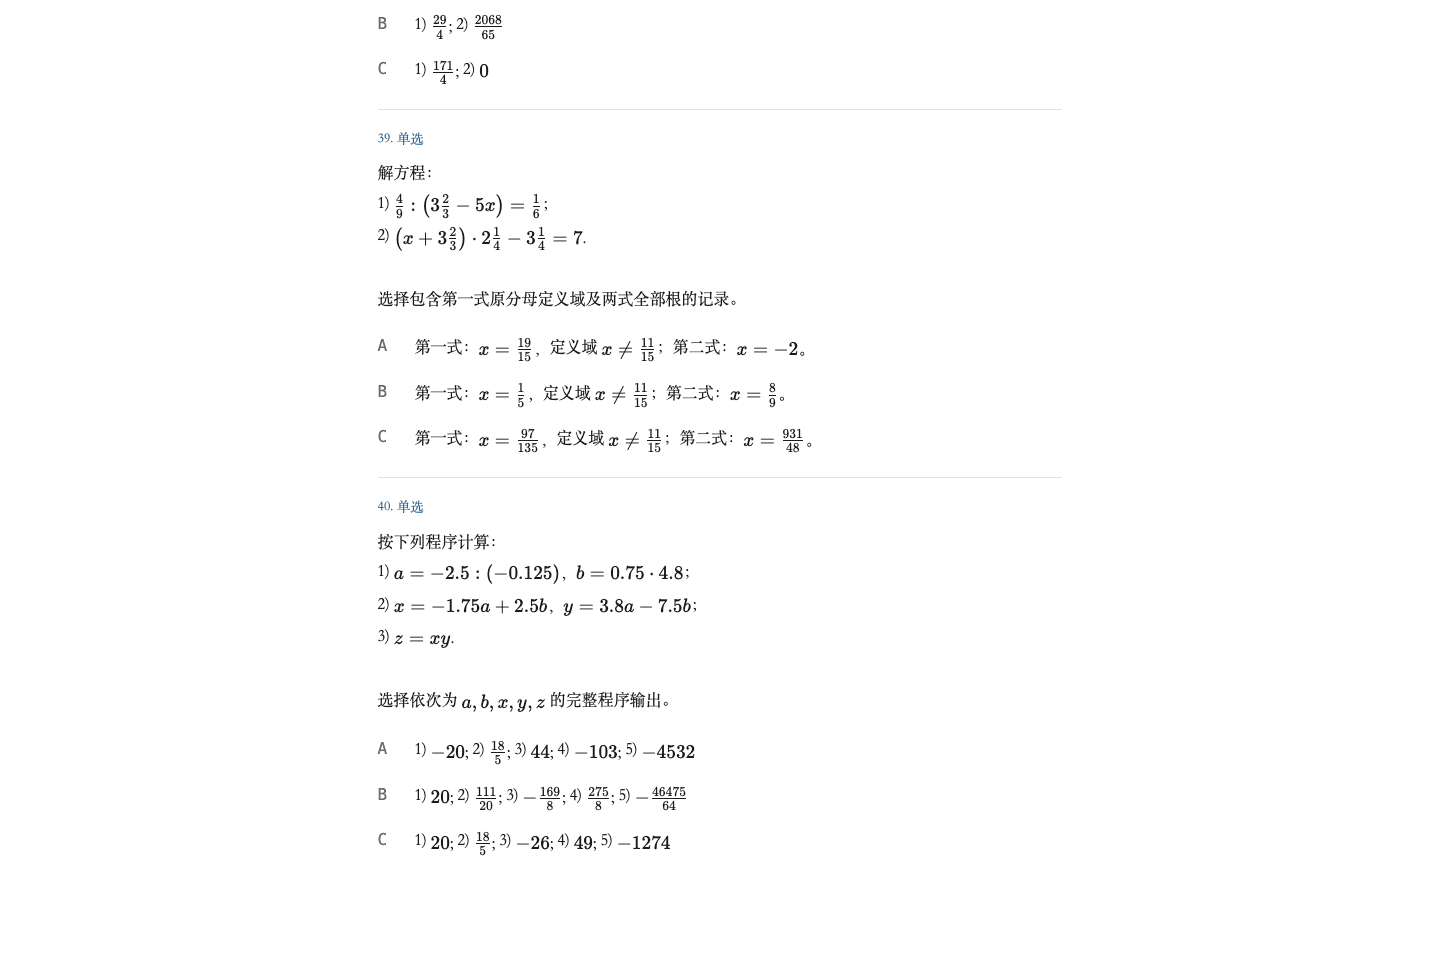 B 1) 29/4; 2) 2068/65
C 1) 171/4; 2) 0
39. 单选
解方程：
1) 4/9 : (3 2/3 − 5x) = 1/6;
2) (x + 3 2/3) · 2 1/4 − 3 1/4 = 7.
选择包含第一式原分母定义域及两式全部根的记录。
A 第一式：x = 19/15，定义域 x ≠ 11/15；第二式：x = −2。
B 第一式：x = 1/5，定义域 x ≠ 11/15；第二式：x = 8/9。
C 第一式：x = 97/135，定义域 x ≠ 11/15；第二式：x = 931/48。
40. 单选
按下列程序计算：
1) a = −2.5 : (−0.125), b = 0.75 · 4.8;
2) x = −1.75a + 2.5b, y = 3.8a − 7.5b;
3) z = xy.
选择依次为 a, b, x, y, z 的完整程序输出。
A 1) −20; 2) 18/5; 3) 44; 4) −103; 5) −4532
B 1) 20; 2) 111/20; 3) −169/8; 4) 275/8; 5) −46475/64
C 1) 20; 2) 18/5; 3) −26; 4) 49; 5) −1274